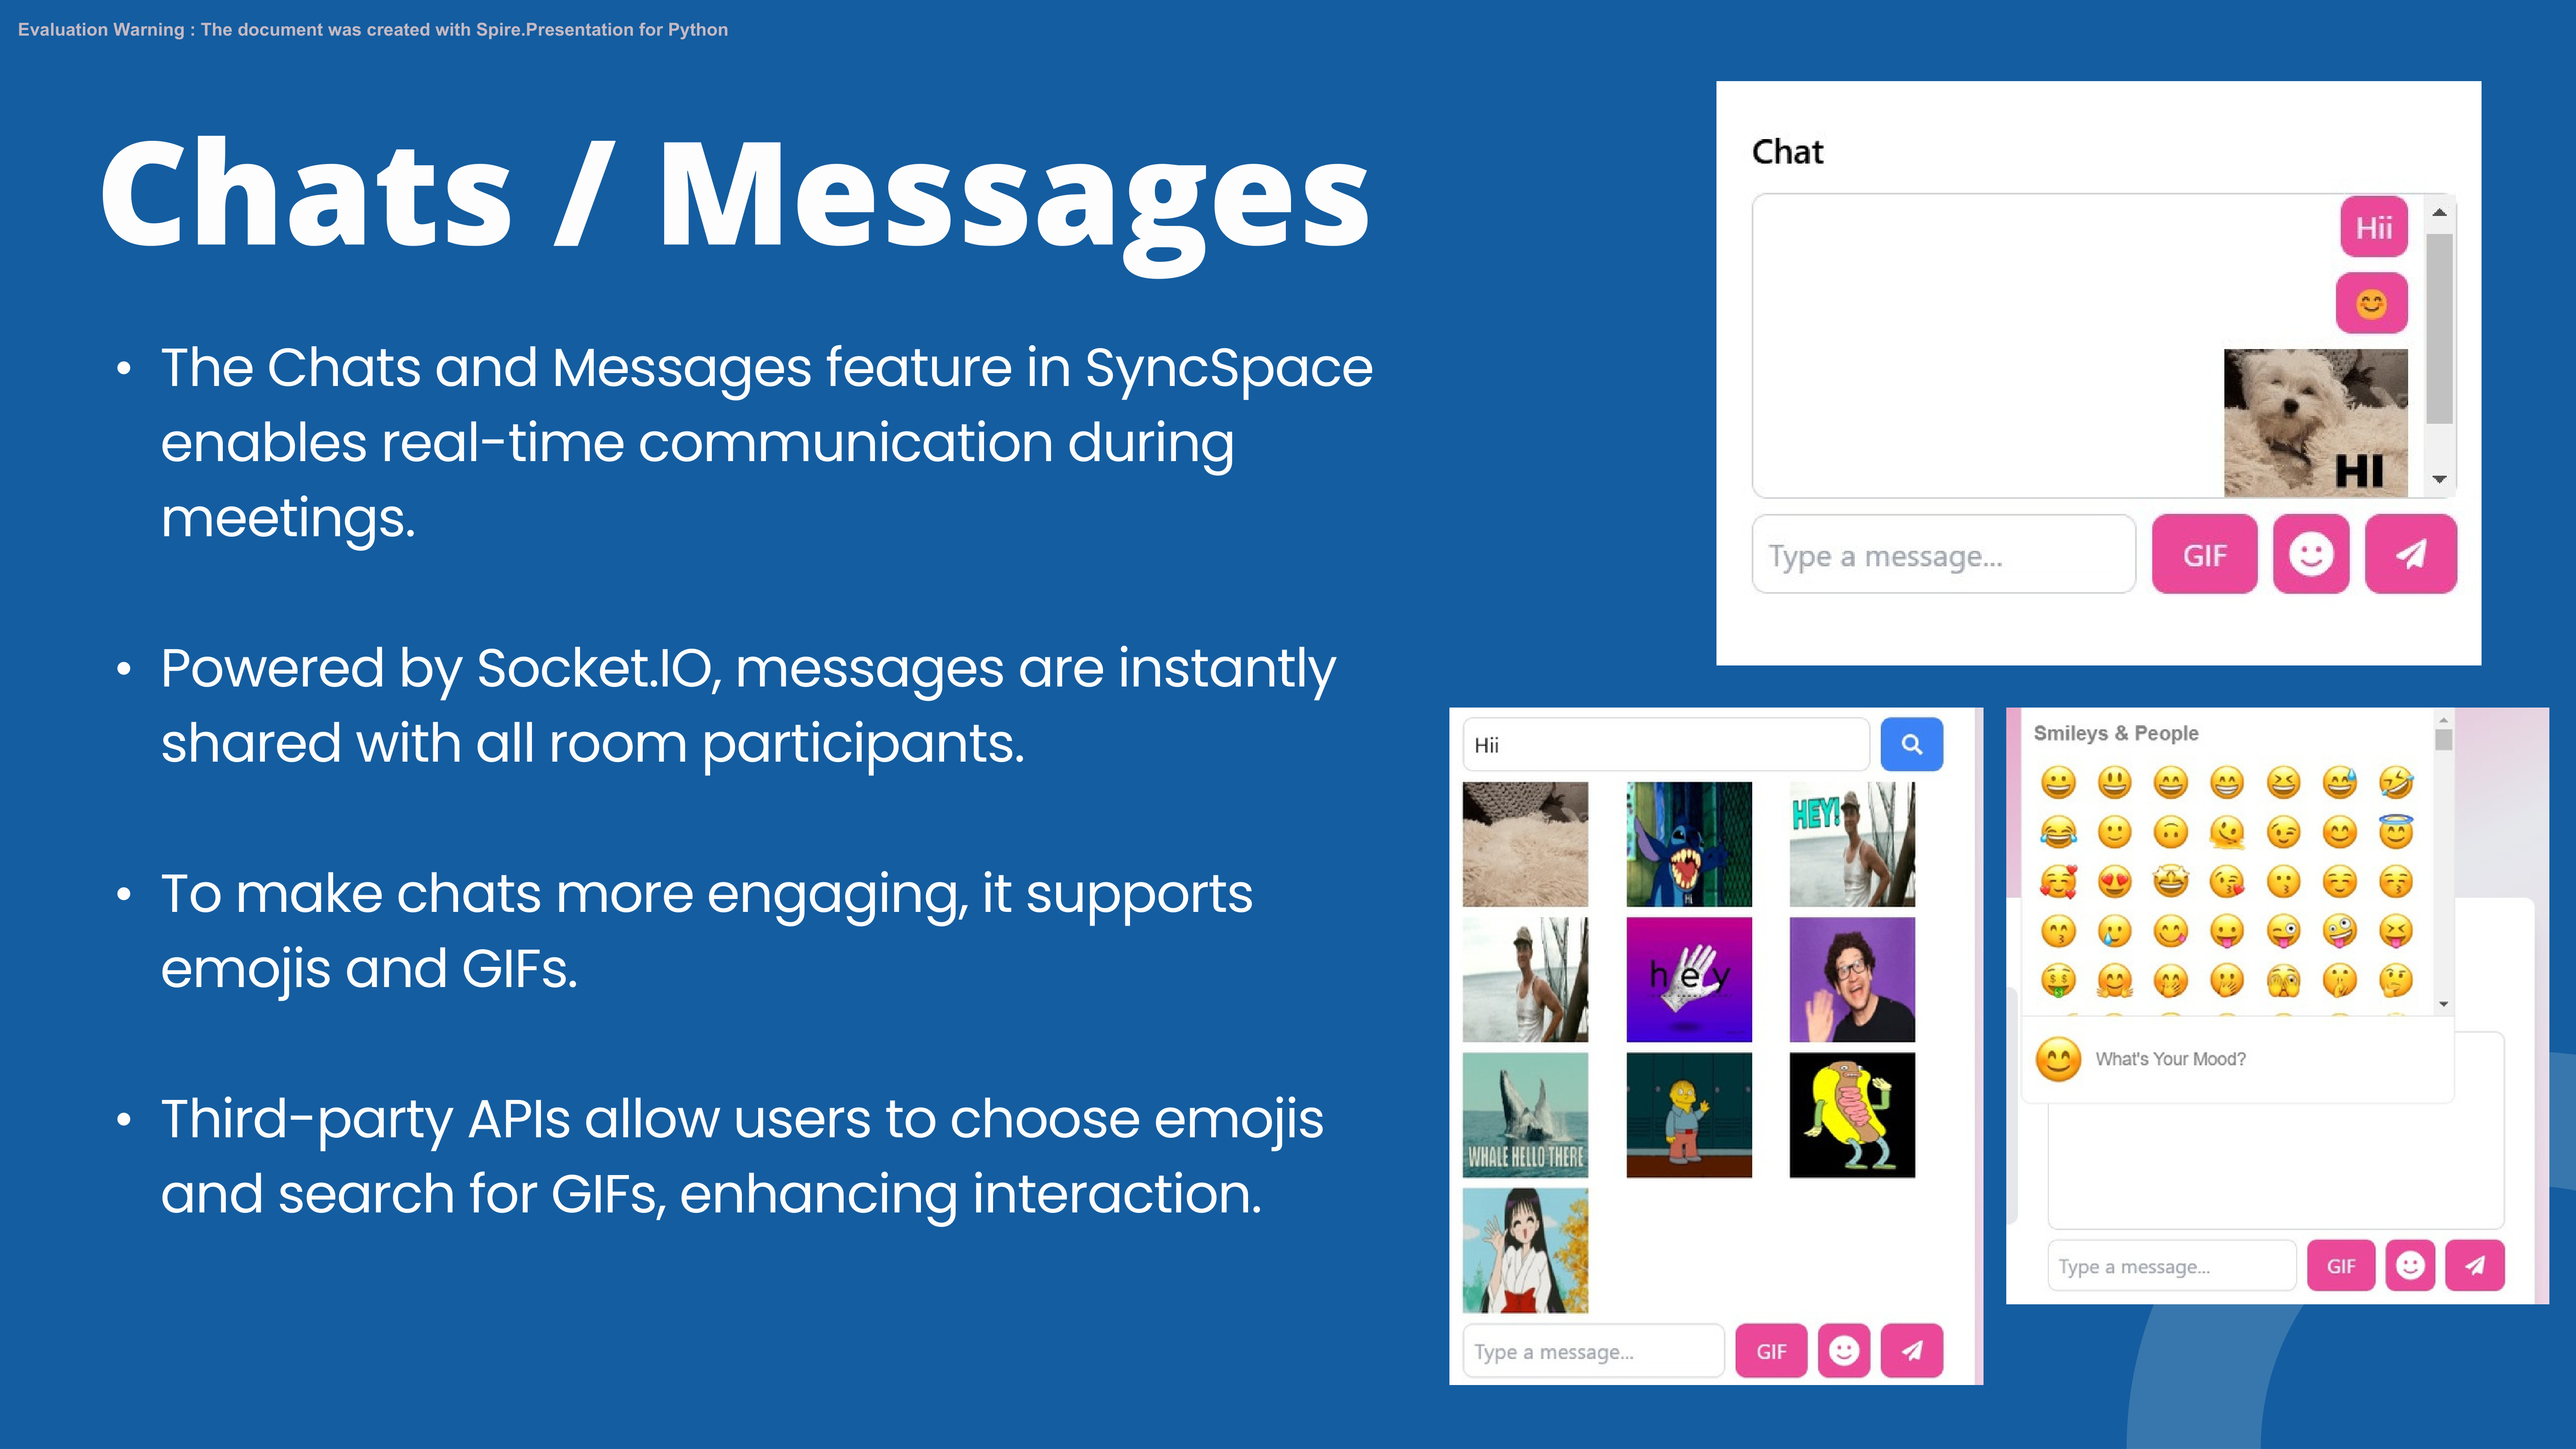 Evaluation Warning : The document was created with Spire.Presentation for Python
Chats / Messages
• The Chats and Messages feature in SyncSpace
enables real-time communication during
meetings.
• Powered by Socket.IO, messages are instantly
shared with all room participants.
• To make chats more engaging, it supports
emojis and GIFs.
• Third-party APIs allow users to choose emojis
and search for GIFs, enhancing interaction.
Chat
Hii
😊
HI
Type a message...
GIF
Hii
Hi
HEY!
hey
WHALE HELLO THERE
Type a message...
GIF
Smileys & People
What's Your Mood?
Type a message...
GIF